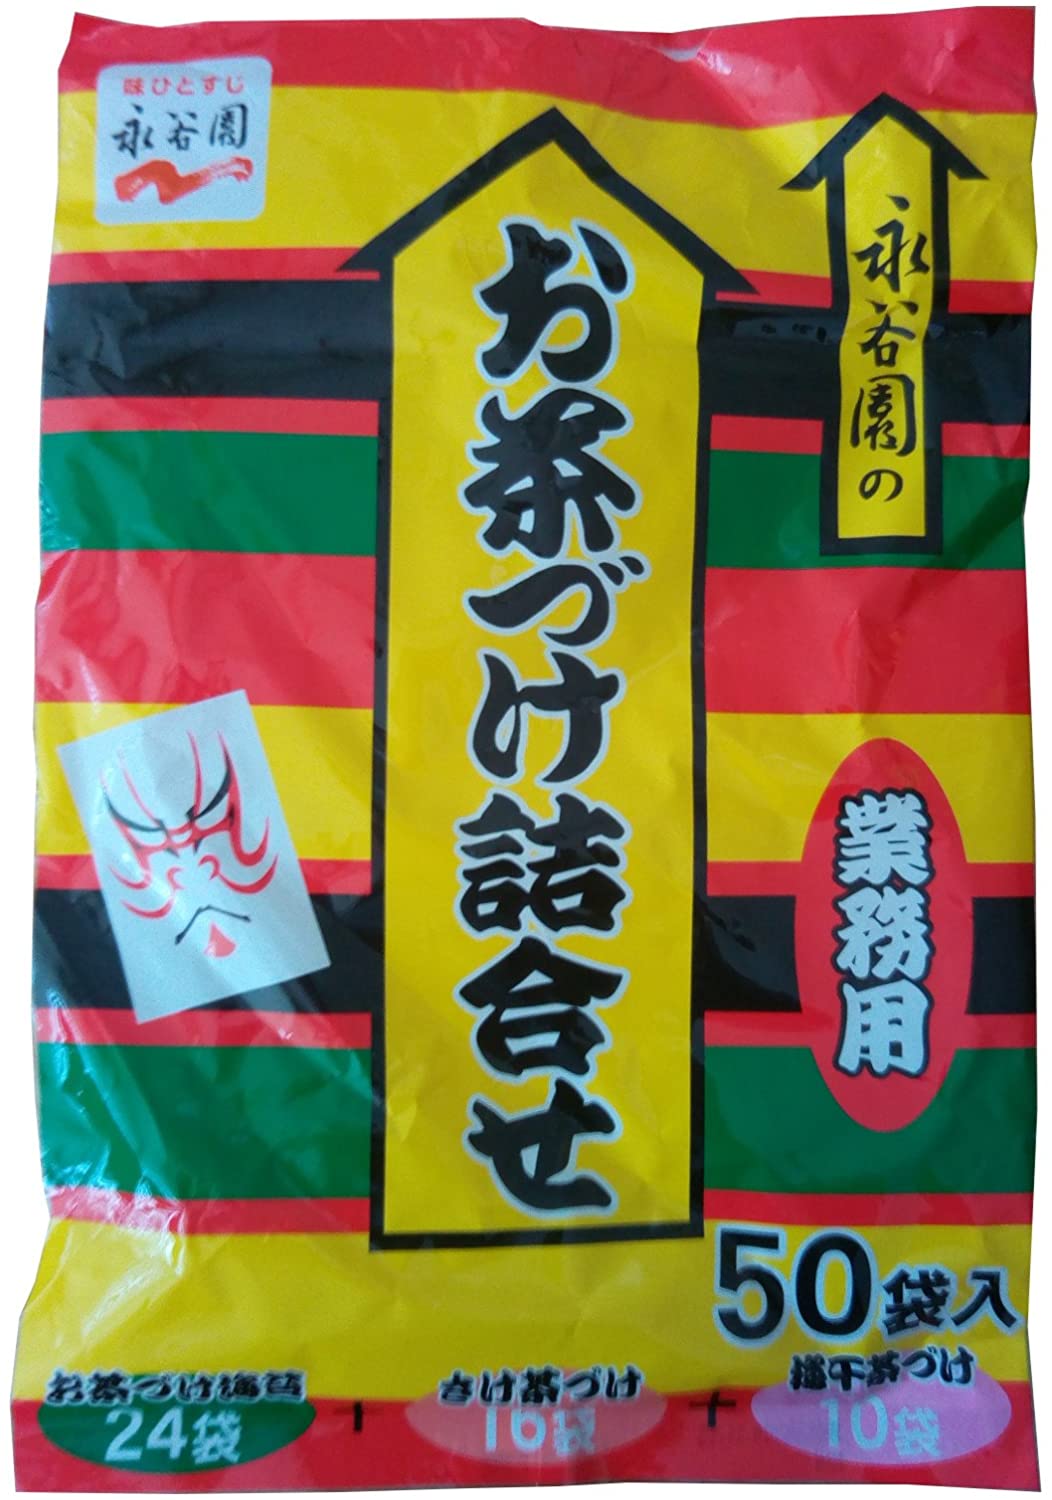 味ひとすじ
永谷園
永谷園の
お茶づけ詰合せ
業務用
50袋入
お茶づけ海苔
24袋
+
さけ茶づけ
16袋
+
梅干茶づけ
10袋